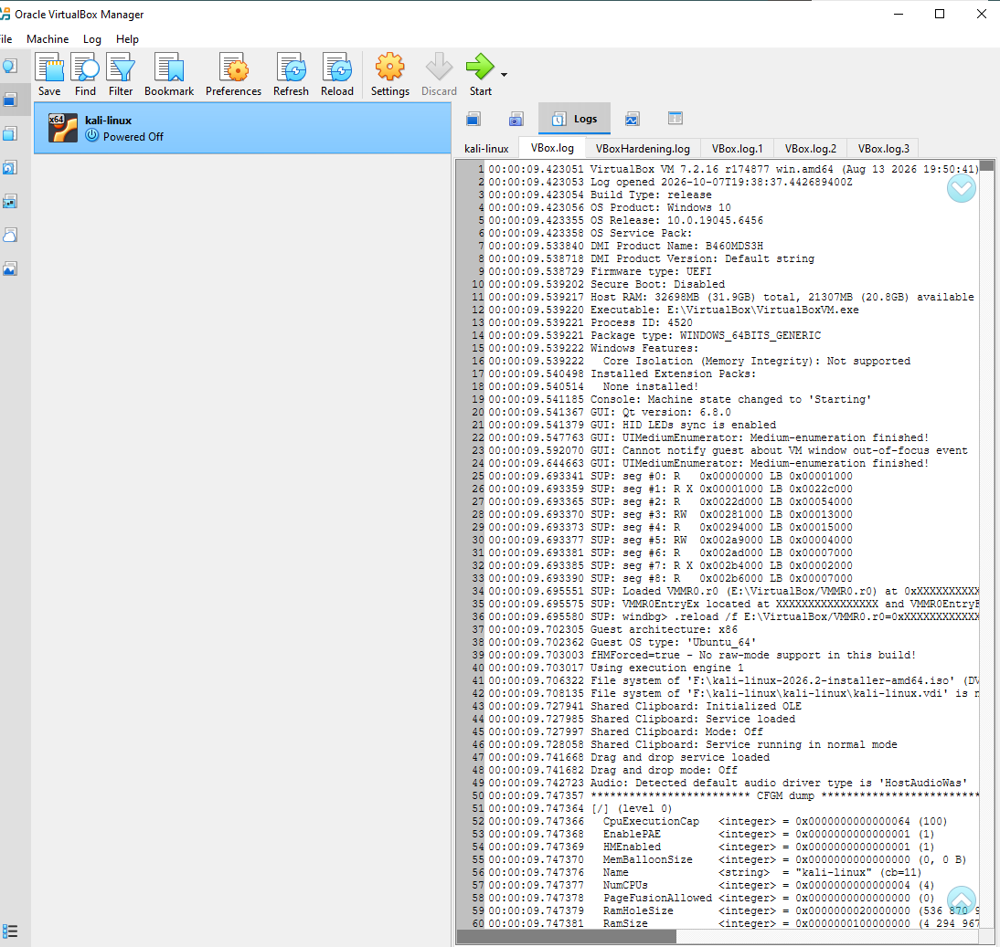 Oracle VirtualBox Manager
File Machine Log Help
Save Find Filter Bookmark Preferences Refresh Reload Settings Discard Start
x64
kali-linux
Powered Off
Logs
kali-linux VBox.log VBoxHardening.log VBox.log.1 VBox.log.2 VBox.log.3
1 00:00:09.423051 VirtualBox VM 7.2.16 r174877 win.amd64 (Aug 13 2026 19:50:41)
2 00:00:09.423053 Log opened 2026-10-07T19:38:37.442689400Z
3 00:00:09.423054 Build Type: release
4 00:00:09.423056 OS Product: Windows 10
5 00:00:09.423355 OS Release: 10.0.19045.6456
6 00:00:09.423358 OS Service Pack:
7 00:00:09.533840 DMI Product Name: B460MDS3H
8 00:00:09.538718 DMI Product Version: Default string
9 00:00:09.538729 Firmware type: UEFI
10 00:00:09.539202 Secure Boot: Disabled
11 00:00:09.539217 Host RAM: 32698MB (31.9GB) total, 21307MB (20.8GB) available
12 00:00:09.539220 Executable: E:\VirtualBox\VirtualBoxVM.exe
13 00:00:09.539221 Process ID: 4520
14 00:00:09.539221 Package type: WINDOWS_64BITS_GENERIC
15 00:00:09.539222 Windows Features:
16 00:00:09.539222   Core Isolation (Memory Integrity): Not supported
17 00:00:09.540498 Installed Extension Packs:
18 00:00:09.540514   None installed!
19 00:00:09.541185 Console: Machine state changed to 'Starting'
20 00:00:09.541367 GUI: Qt version: 6.8.0
21 00:00:09.541379 GUI: HID LEDs sync is enabled
22 00:00:09.547763 GUI: UIMediumEnumerator: Medium-enumeration finished!
23 00:00:09.592070 GUI: Cannot notify guest about VM window out-of-focus event
24 00:00:09.644663 GUI: UIMediumEnumerator: Medium-enumeration finished!
25 00:00:09.693341 SUP: seg #0: R   0x00000000 LB 0x00001000
26 00:00:09.693359 SUP: seg #1: R X 0x00001000 LB 0x0022c000
27 00:00:09.693365 SUP: seg #2: R   0x0022d000 LB 0x00054000
28 00:00:09.693370 SUP: seg #3: RW  0x00281000 LB 0x00013000
29 00:00:09.693373 SUP: seg #4: R   0x00294000 LB 0x00015000
30 00:00:09.693377 SUP: seg #5: RW  0x002a9000 LB 0x00004000
31 00:00:09.693381 SUP: seg #6: R   0x002ad000 LB 0x00007000
32 00:00:09.693385 SUP: seg #7: R X 0x002b4000 LB 0x00002000
33 00:00:09.693390 SUP: seg #8: R   0x002b6000 LB 0x00007000
34 00:00:09.695551 SUP: Loaded VMMR0.r0 (E:\VirtualBox/VMMR0.r0) at 0xXXXXXXXXXX
35 00:00:09.695575 SUP: VMMR0EntryEx located at XXXXXXXXXXXXXXXX and VMMR0EntryF
36 00:00:09.695580 SUP: windbg> .reload /f E:\VirtualBox/VMMR0.r0=0xXXXXXXXXXXXX
37 00:00:09.702305 Guest architecture: x86
38 00:00:09.702362 Guest OS type: 'Ubuntu_64'
39 00:00:09.703003 fHMForced=true - No raw-mode support in this build!
40 00:00:09.703017 Using execution engine 1
41 00:00:09.706322 File system of 'F:\kali-linux-2026.2-installer-amd64.iso' (DV
42 00:00:09.708135 File system of 'F:\kali-linux\kali-linux\kali-linux.vdi' is n
43 00:00:09.727941 Shared Clipboard: Initialized OLE
44 00:00:09.727985 Shared Clipboard: Service loaded
45 00:00:09.727997 Shared Clipboard: Mode: Off
46 00:00:09.728058 Shared Clipboard: Service running in normal mode
47 00:00:09.741668 Drag and drop service loaded
48 00:00:09.741682 Drag and drop mode: Off
49 00:00:09.742723 Audio: Detected default audio driver type is 'HostAudioWas'
50 00:00:09.747357 ************************* CFGM dump *************************
51 00:00:09.747364 [/] (level 0)
52 00:00:09.747366   CpuExecutionCap   <integer> = 0x0000000000000064 (100)
53 00:00:09.747368   EnablePAE         <integer> = 0x0000000000000001 (1)
54 00:00:09.747369   HMEnabled         <integer> = 0x0000000000000001 (1)
55 00:00:09.747370   MemBalloonSize    <integer> = 0x0000000000000000 (0, 0 B)
56 00:00:09.747376   Name              <string>  = "kali-linux" (cb=11)
57 00:00:09.747377   NumCPUs           <integer> = 0x0000000000000004 (4)
58 00:00:09.747378   PageFusionAllowed <integer> = 0x0000000000000000 (0)
59 00:00:09.747379   RamHoleSize       <integer> = 0x0000000020000000 (536 870 9
60 00:00:09.747381   RamSize           <integer> = 0x0000000100000000 (4 294 967